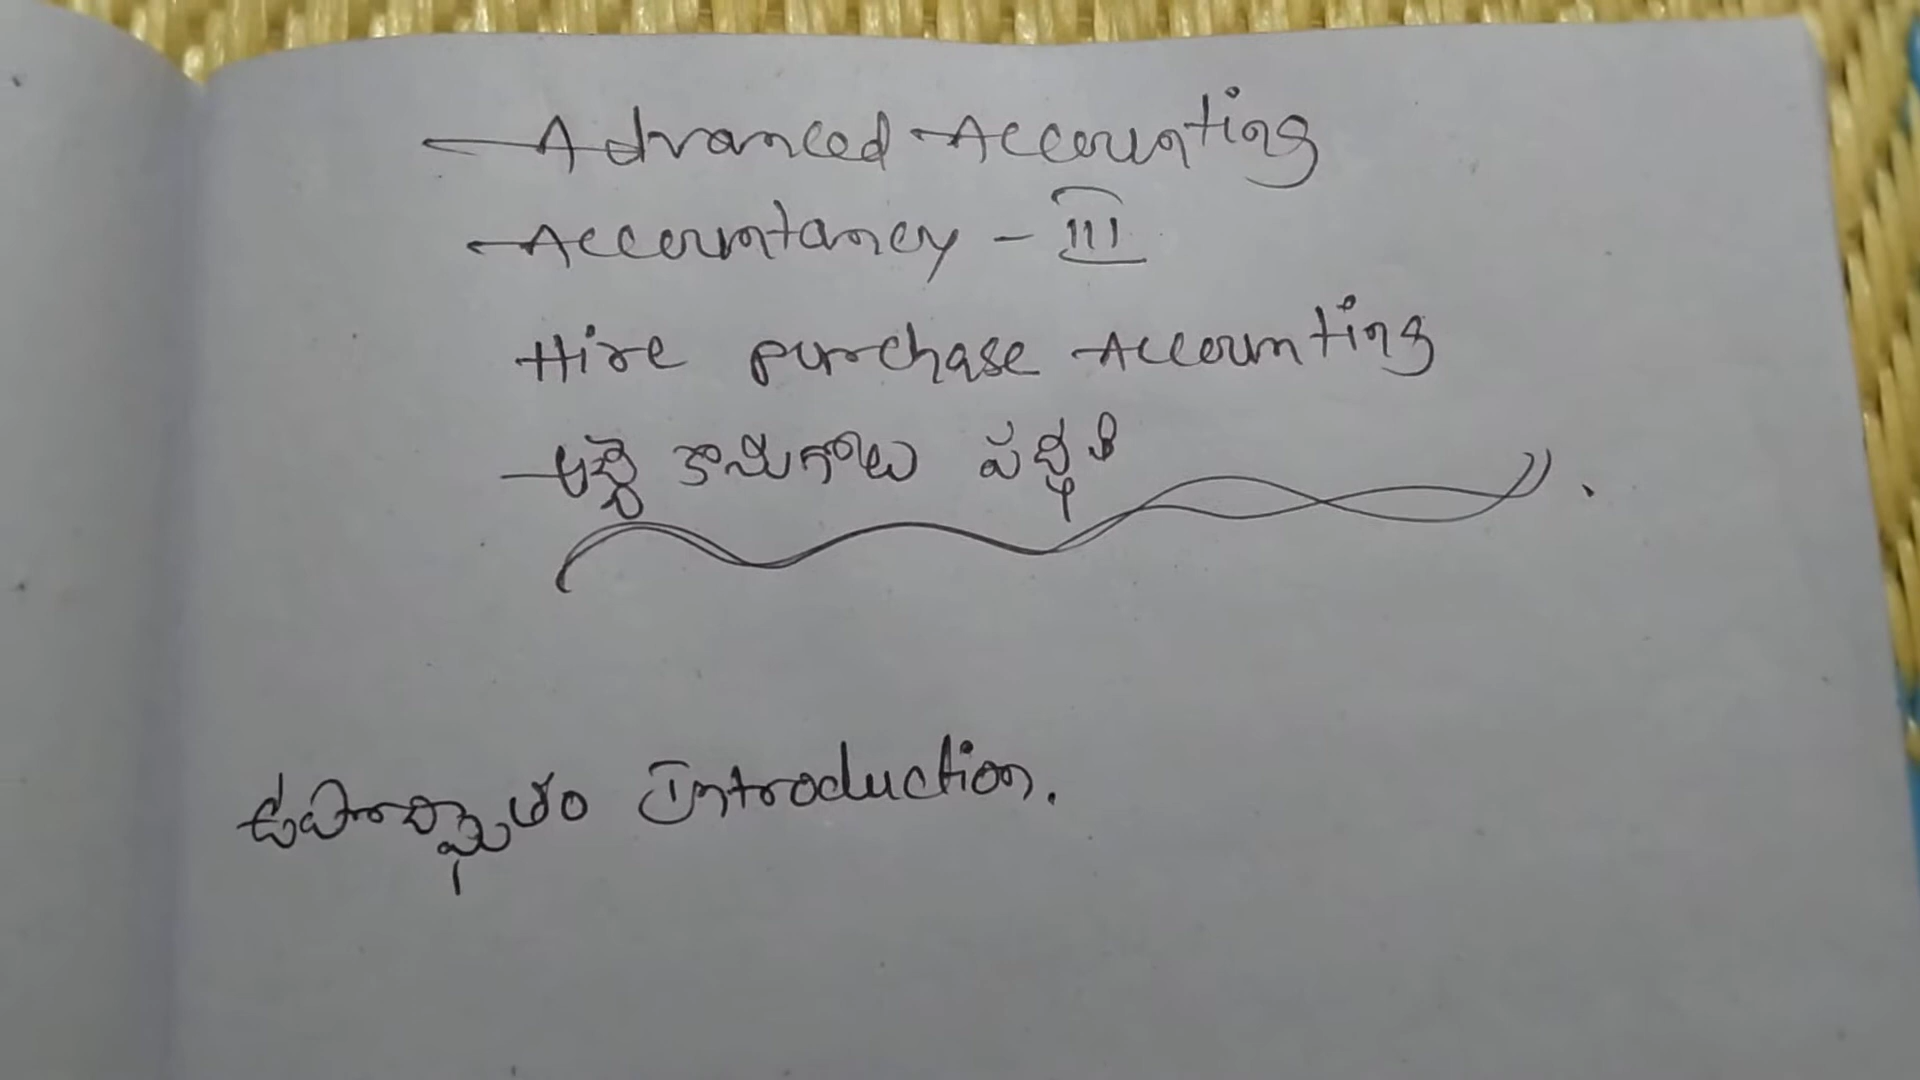 Advanced Accounting
Accountancy - III
Hire purchase Accounting
అద్దె కొనుగోలు పద్ధతి
ఉపోద్ఘాతం Introduction.